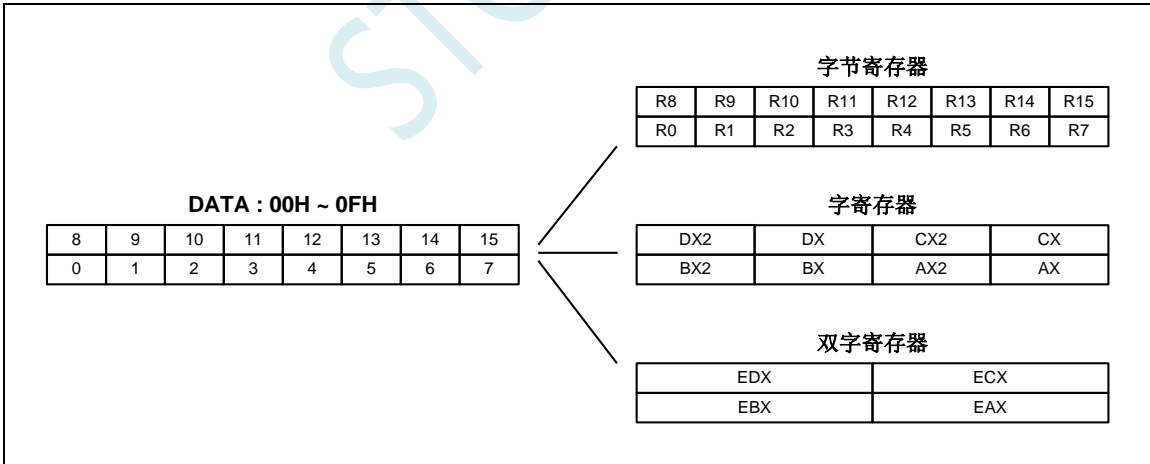 STC
字节寄存器
R8 R9 R10 R11 R12 R13 R14 R15
R0 R1 R2 R3 R4 R5 R6 R7
DATA : 00H ~ 0FH
8 9 10 11 12 13 14 15
0 1 2 3 4 5 6 7
字寄存器
DX2 DX CX2 CX
BX2 BX AX2 AX
双字寄存器
EDX ECX
EBX EAX